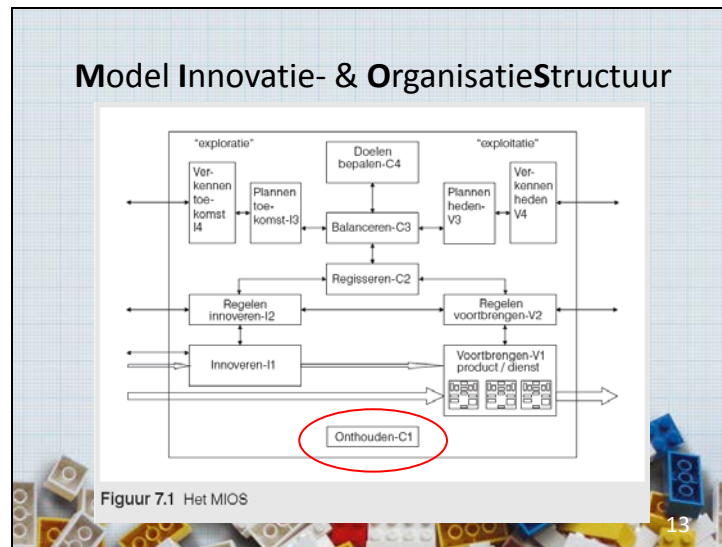 Model Innovatie- & OrganisatieStructuur
"exploratie"
"exploitatie"
Doelen
bepalen-C4
Ver-
kennen
toe-
komst
I4
Plannen
toe-
komst-I3
Balanceren-C3
Plannen
heden-
V3
Ver-
kennen
heden
V4
Regisseren-C2
Regelen
innoveren-I2
Regelen
voortbrengen-V2
Innoveren-I1
Voortbrengen-V1
product / dienst
Onthouden-C1
Figuur 7.1 Het MIOS
13